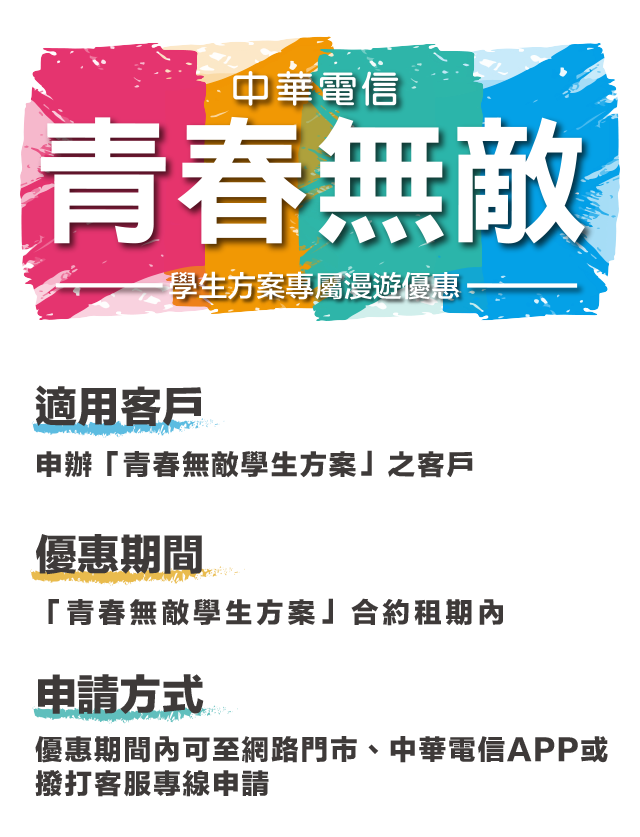 中華電信
青春無敵
學生方案專屬漫遊優惠
適用客戶
申辦「青春無敵學生方案」之客戶
優惠期間
「青春無敵學生方案」合約租期內
申請方式
優惠期間內可至網路門市、中華電信APP或
撥打客服專線申請